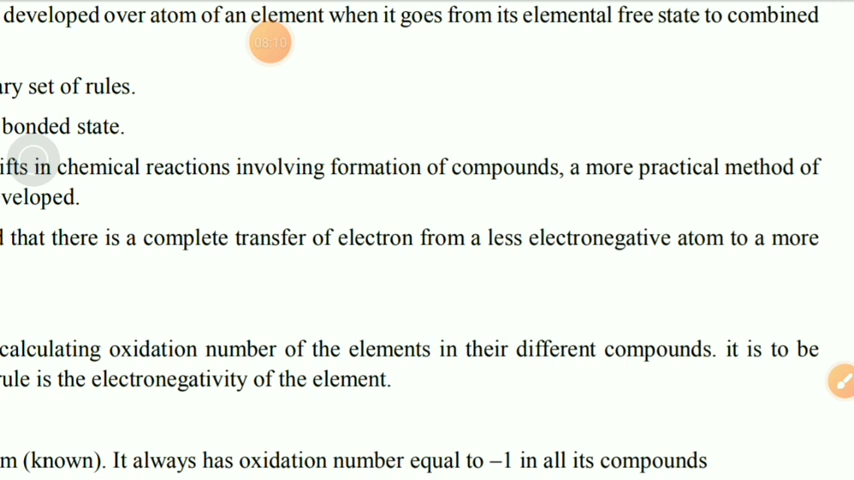 developed over atom of an element when it goes from its elemental free state to combined
08:10
ary set of rules.
bonded state.
ifts in chemical reactions involving formation of compounds, a more practical method of
veloped.
that there is a complete transfer of electron from a less electronegative atom to a more
calculating oxidation number of the elements in their different compounds. it is to be
rule is the electronegativity of the element.
m (known). It always has oxidation number equal to –1 in all its compounds